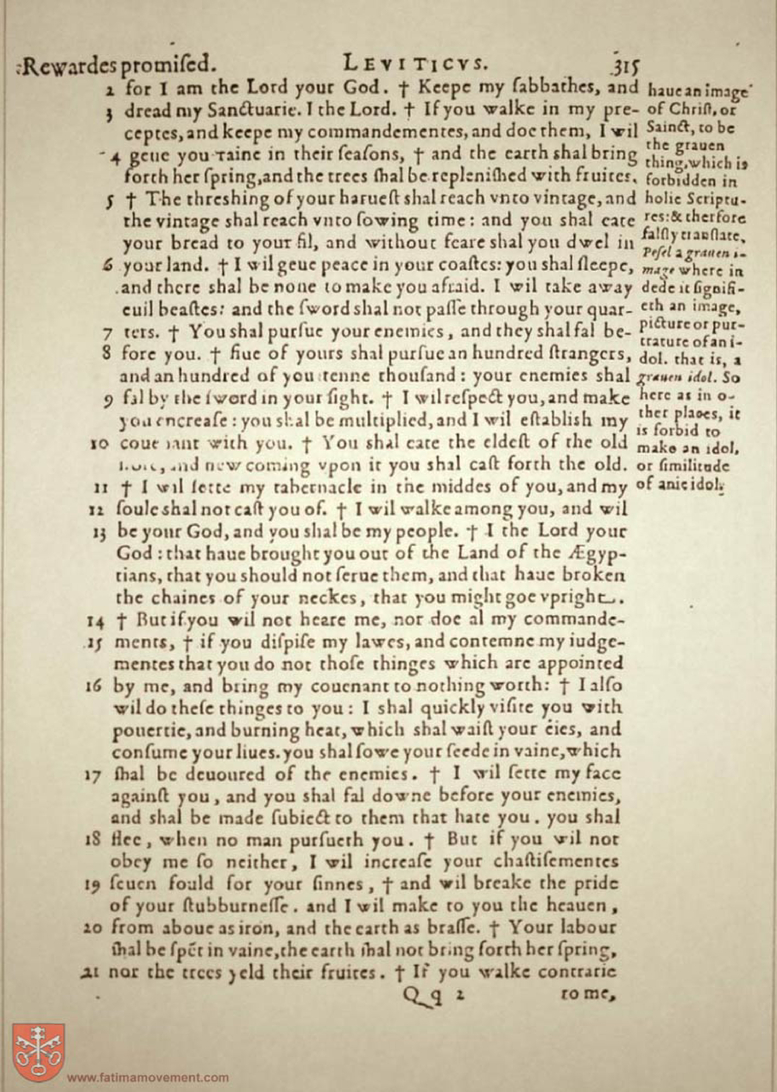 Rewardes promiſed. LEVITICVS. 315
2 for I am the Lord your God. † Keepe my ſabbathes, and
3 dread my Sanctuarie. I the Lord. † If you walke in my pre-
ceptes, and keepe my commandementes, and doe them, I wil
4 geue you raine in their ſeaſons, † and the earth shal bring
forth her ſpring, and the trees ſhal be repleniſhed with fruites.
5 † The threshing of your harueſt shal reach vnto vintage, and
the vintage shal reach vnto ſowing time: and you shal eate
your bread to your fil, and without feare shal you dwel in
6 your land. † I wil geue peace in your coaſtes: you shal ſleepe,
and there shal be none to make you afraid. I wil take away
euil beaſtes: and the ſword shal not paſſe through your quar-
7 ters. † You shal purſue your enemies, and they shal fal be-
8 fore you. † fiue of yours shal purſue an hundred ſtrangers,
and an hundred of you tenne thouſand: your enemies shal
9 fal by the ſword in your ſight. † I wil reſpect you, and make
you encreaſe: you shal be multiplied, and I wil eſtablish my
10 couenant with you. † You shal eate the eldeſt of the old
ſtore, and new coming vpon it you shal caſt forth the old.
11 † I wil ſette my tabernacle in the middes of you, and my
12 ſoule shal not caſt you of. † I wil walke among you, and wil
13 be your God, and you shal be my people. † I the Lord your
God: that haue brought you out of the Land of the Ægyp-
tians, that you should not ſerue them, and that haue broken
the chaines of your neckes, that you might goe vpright.
14 † But if you wil not heare me, nor doe al my commande-
15 ments, † if you diſpiſe my lawes, and contemne my iudge-
mentes that you do not thoſe thinges which are appointed
16 by me, and bring my couenant to nothing worth: † I alſo
wil do theſe thinges to you: I shal quickly viſite you with
pouertie, and burning heat, which shal waiſt your eies, and
conſume your liues. you shal ſowe your ſeede in vaine, which
17 ſhal be deuoured of the enemies. † I wil ſette my face
againſt you, and you shal fal downe before your enemies,
and shal be made ſubiect to them that hate you. you shal
18 flee, when no man purſueth you. † But if you wil not
obey me ſo neither, I wil increaſe your chaſtiſementes
19 ſeuen fould for your ſinnes, † and wil breake the pride
of your ſtubburneſſe. and I wil make to you the heauen,
20 from aboue as iron, and the earth as braſſe. † Your labour
ſhal be ſpēt in vaine, the earth ſhal not bring forth her ſpring,
21 nor the trees yeld their fruites. † If you walke contrarie
Qq 2 to me,
haue an image
of Chriſt, or
Sainct, to be
the grauen
thing, which is
forbidden in
holie Scriptu-
res: & therfore
falſly tranſlate,
Peſel a grauen i-
mage where in
dede it ſignifi-
eth an image,
picture or pur-
trature of an i-
dol. that is, a
grauen idol. So
here as in o-
ther places, it
is forbid to
make an idol,
or ſimilitude
of anie idol.
www.fatimamovement.com